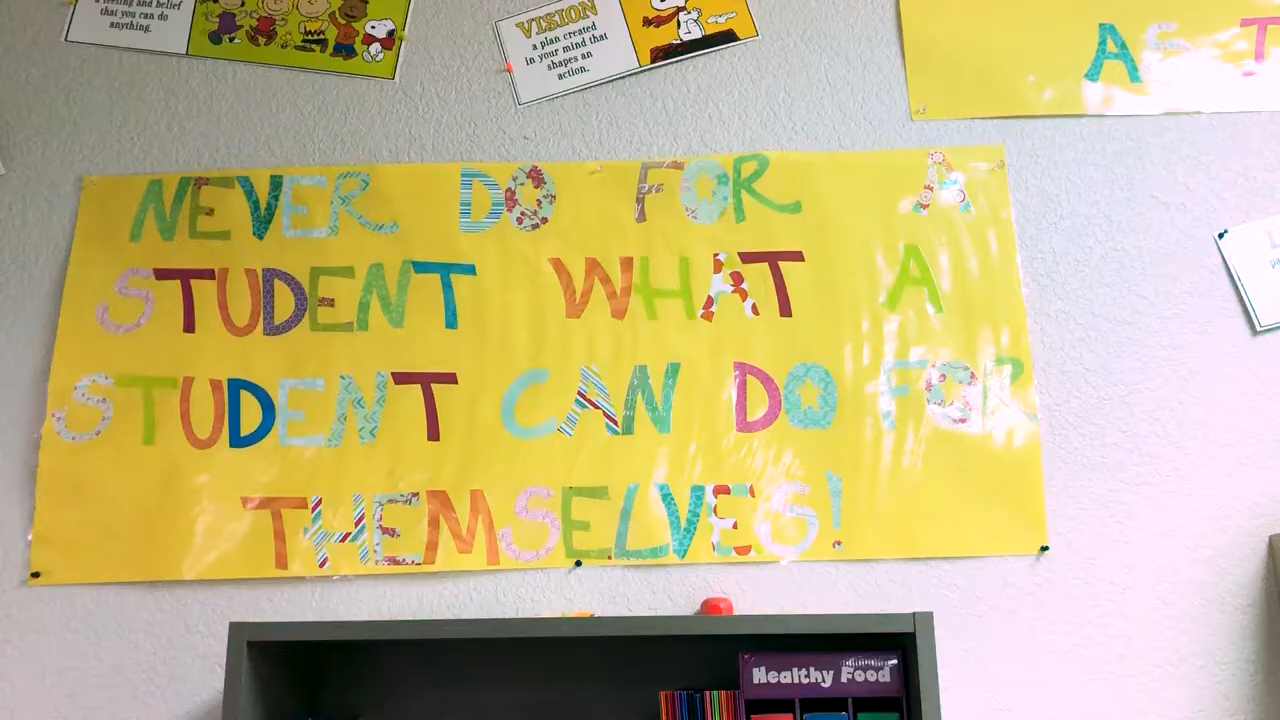 a feeling and belief
that you can do
anything.
VISION
a plan created
in your mind that
shapes an
action.
AS T
NEVER DO FOR A
STUDENT WHAT A
STUDENT CAN DO FOR
THEMSELVES!
Healthy Food